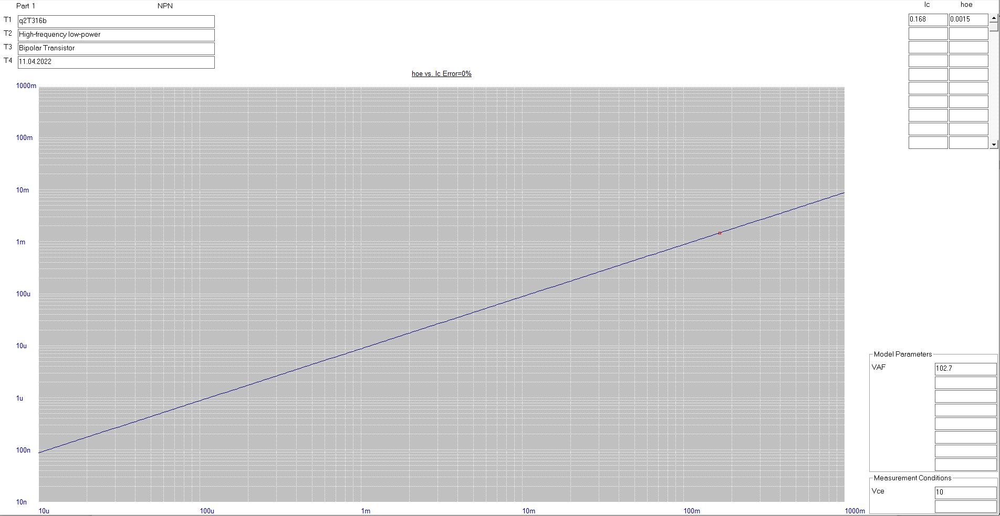 Part 1 NPN Ic hoe
T1 q2T316b 0.168 0.0015
T2 High-frequency low-power
T3 Bipolar Transistor
T4 11.04.2022
hoe vs. Ic Error=0%
1000m
100m
10m
1m
100u
10u
1u
100n
10n
10u 100u 1m 10m 100m 1000m
Model Parameters
VAF 102.7
Measurement Conditions
Vce 10